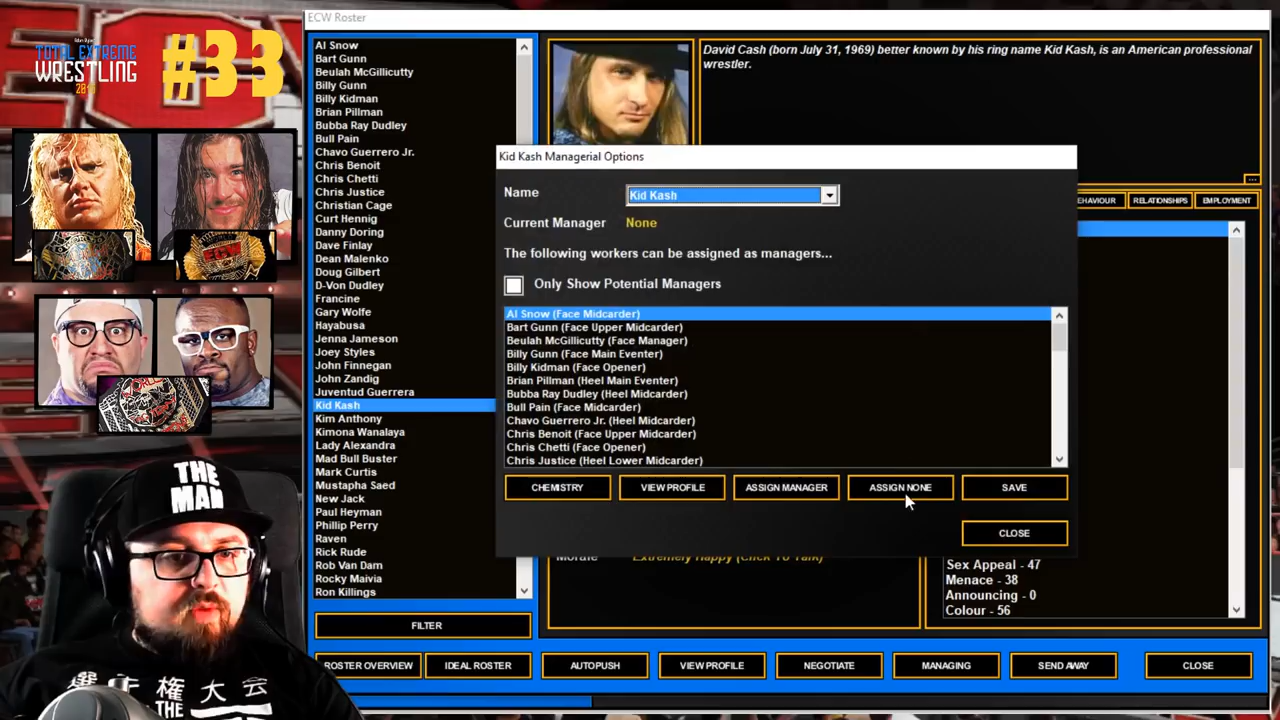 TOTAL EXTREME
WRESTLING
#33
ECW Roster
Al Snow
Bart Gunn
Beulah McGillicutty
Billy Gunn
Billy Kidman
Brian Pillman
Bubba Ray Dudley
Bull Pain
Chavo Guerrero Jr.
Chris Benoit
Chris Chetti
Chris Justice
Christian Cage
Curt Hennig
Danny Doring
Dave Finlay
Dean Malenko
Doug Gilbert
D-Von Dudley
Francine
Gary Wolfe
Hayabusa
Jenna Jameson
Joey Styles
John Finnegan
John Zandig
Juventud Guerrera
Kid Kash
Kim Anthony
Kimona Wanalaya
Lady Alexandra
Mad Bull Buster
Mark Curtis
Mustapha Saed
New Jack
Paul Heyman
Phillip Perry
Raven
Rick Rude
Rob Van Dam
Rocky Maivia
Ron Killings
FILTER
David Cash (born July 31, 1969) better known by his ring name Kid Kash, is an American professional
wrestler.
...
EHAVIOUR
RELATIONSHIPS
EMPLOYMENT
Kid Kash Managerial Options
Name
Kid Kash
Current Manager
None
The following workers can be assigned as managers...
Only Show Potential Managers
Al Snow (Face Midcarder)
Bart Gunn (Face Upper Midcarder)
Beulah McGillicutty (Face Manager)
Billy Gunn (Face Main Eventer)
Billy Kidman (Face Opener)
Brian Pillman (Heel Main Eventer)
Bubba Ray Dudley (Heel Midcarder)
Bull Pain (Face Midcarder)
Chavo Guerrero Jr. (Heel Midcarder)
Chris Benoit (Face Upper Midcarder)
Chris Chetti (Face Opener)
Chris Justice (Heel Lower Midcarder)
CHEMISTRY
VIEW PROFILE
ASSIGN MANAGER
ASSIGN NONE
SAVE
CLOSE
Morale
Extremely Happy (Click To Talk)
Sex Appeal - 47
Menace - 38
Announcing - 0
Colour - 56
ROSTER OVERVIEW
IDEAL ROSTER
AUTOPUSH
VIEW PROFILE
NEGOTIATE
MANAGING
SEND AWAY
CLOSE
ECW
THE
MAN
選手権大会
THE